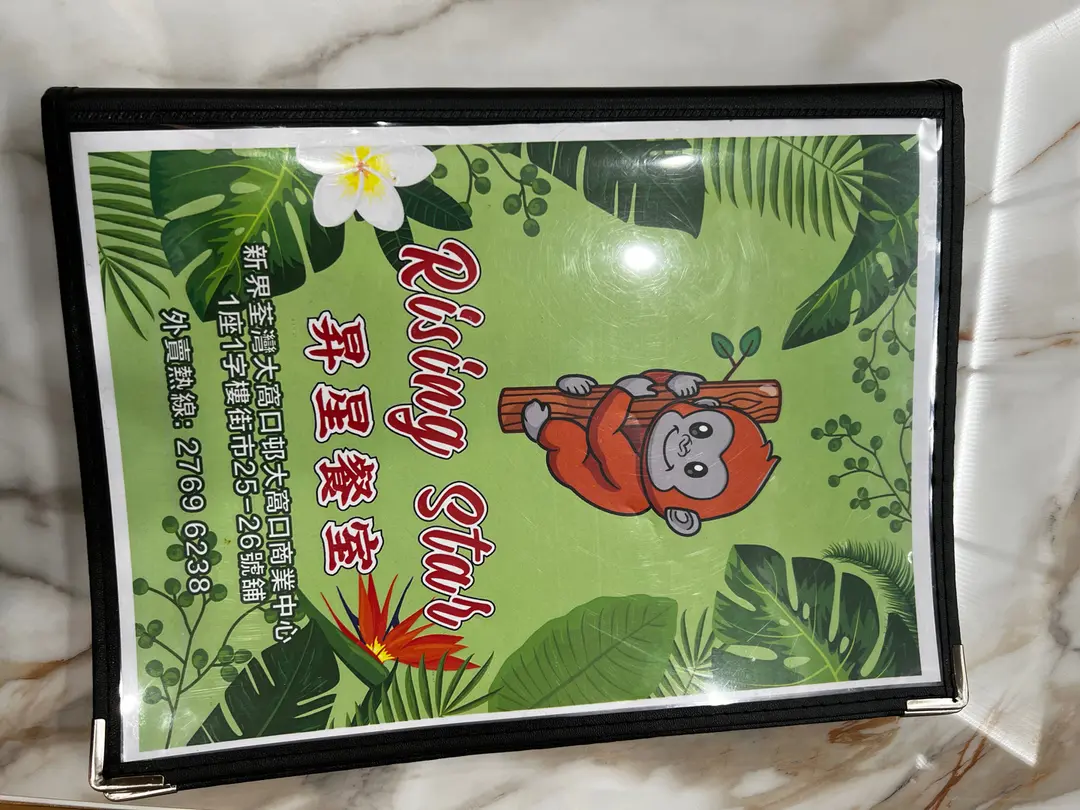 Rising Star
昇星餐室
新界荃灣大窩口邨大窩口商業中心
1座1字樓街市25-26號舖
外賣熱線: 2769 6238